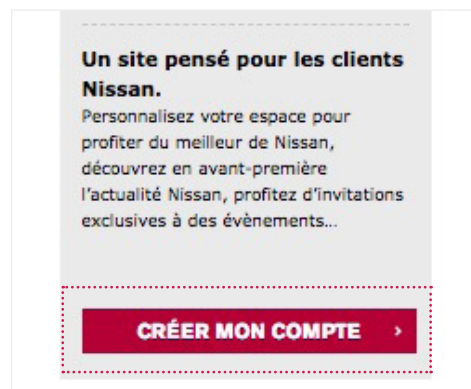 Un site pensé pour les clients
Nissan.
Personnalisez votre espace pour
profiter du meilleur de Nissan,
découvrez en avant-première
l'actualité Nissan, profitez d'invitations
exclusives à des évènements...
CRÉER MON COMPTE ›